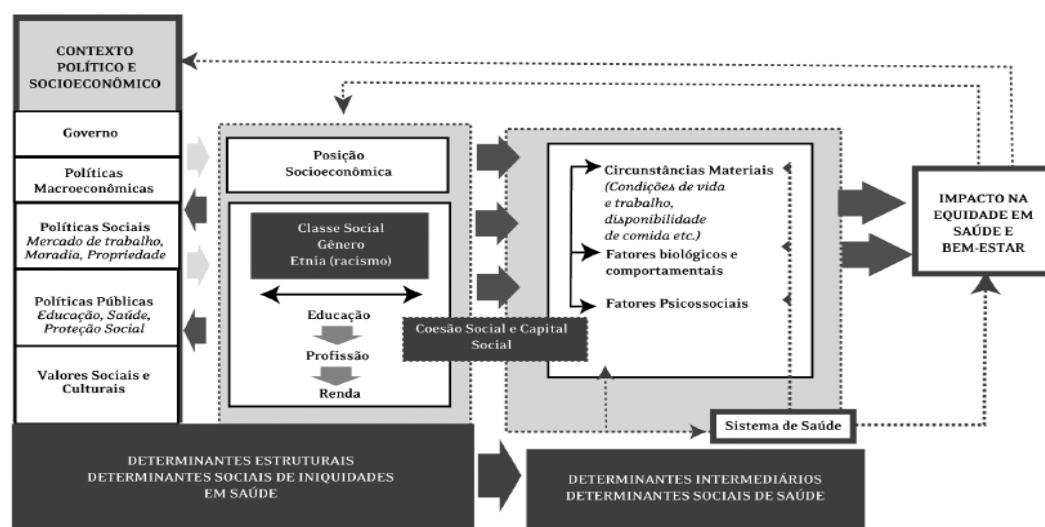 CONTEXTO
POLÍTICO E
SOCIOECONÔMICO
Governo
Políticas
Macroeconômicas
Políticas Sociais
Mercado de trabalho,
Moradia, Propriedade
Políticas Públicas
Educação, Saúde,
Proteção Social
Valores Sociais e
Culturais
Posição
Socioeconômica
Classe Social
Gênero
Etnia (racismo)
Educação
Profissão
Renda
Coesão Social e Capital
Social
Circunstâncias Materiais
(Condições de vida
e trabalho,
disponibilidade
de comida etc.)
Fatores biológicos e
comportamentais
Fatores Psicossociais
Sistema de Saúde
IMPACTO NA
EQUIDADE EM
SAÚDE E
BEM-ESTAR
DETERMINANTES ESTRUTURAIS
DETERMINANTES SOCIAIS DE INIQUIDADES
EM SAÚDE
DETERMINANTES INTERMEDIÁRIOS
DETERMINANTES SOCIAIS DE SAÚDE